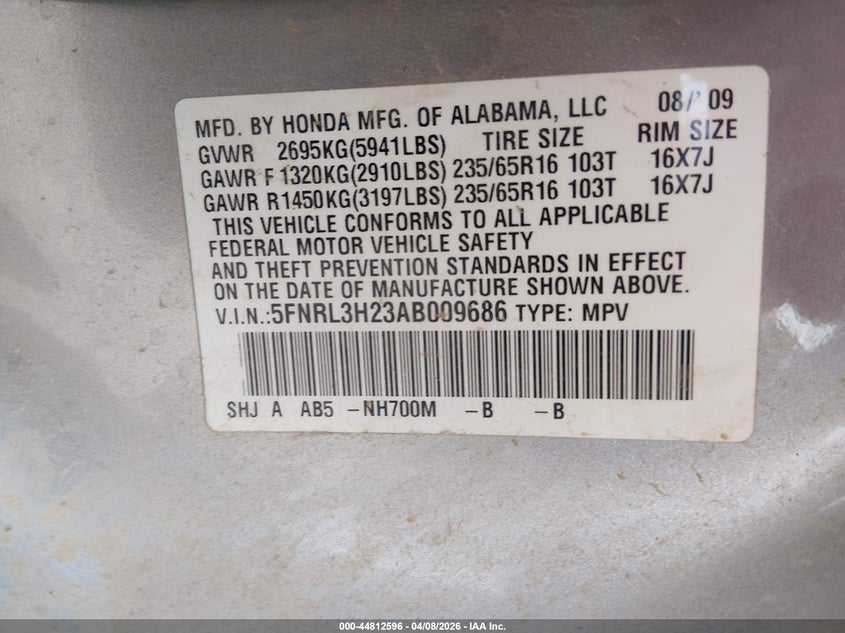 MFD. BY HONDA MFG. OF ALABAMA, LLC 08/'09
GVWR 2695KG(5941LBS) TIRE SIZE RIM SIZE
GAWR F 1320KG(2910LBS) 235/65R16 103T 16X7J
GAWR R1450KG(3197LBS) 235/65R16 103T 16X7J
THIS VEHICLE CONFORMS TO ALL APPLICABLE
FEDERAL MOTOR VEHICLE SAFETY
AND THEFT PREVENTION STANDARDS IN EFFECT
ON THE DATE OF MANUFACTURE SHOWN ABOVE.
V.I.N.:5FNRL3H23AB009686 TYPE: MPV
SHJ A AB5 –NH700M –B –B
000-44812596 - 04/08/2026 - IAA Inc.